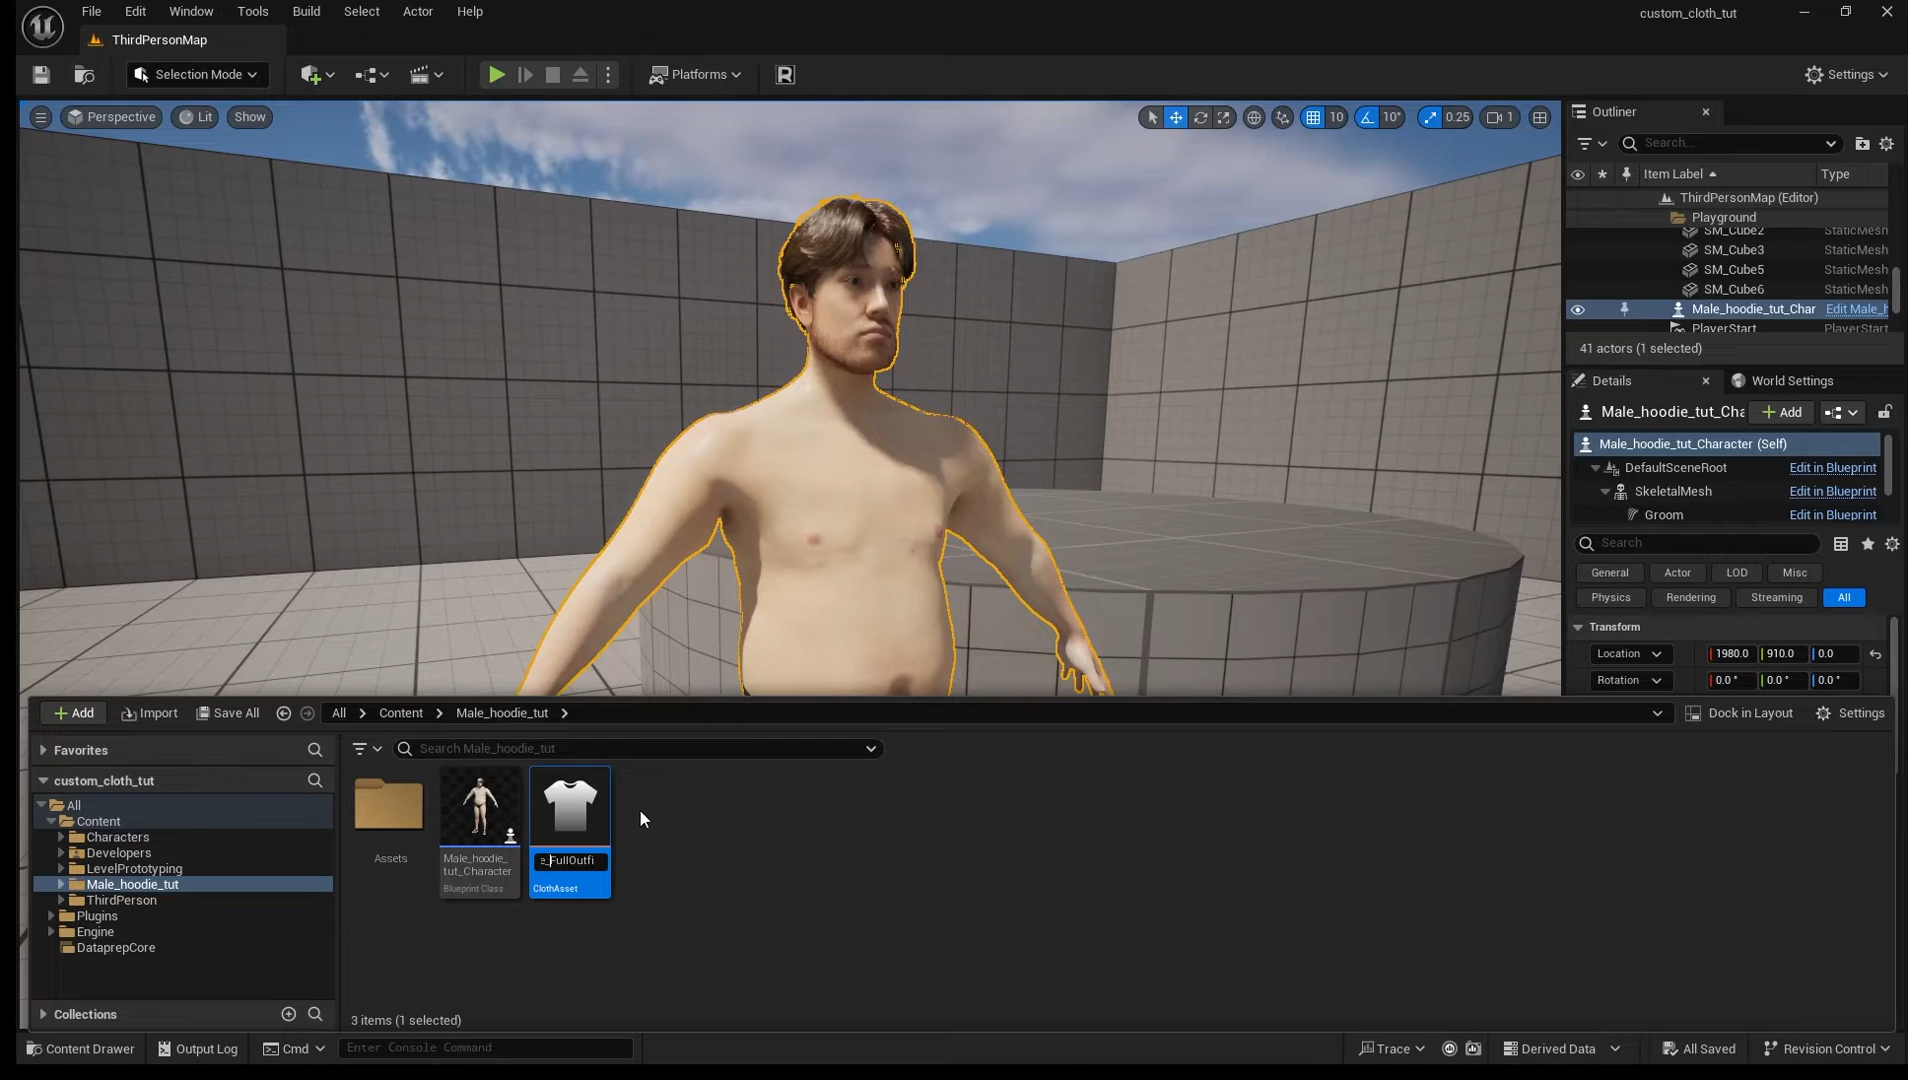 File Edit Window Tools Build Select Actor Help
custom_cloth_tut
ThirdPersonMap
Selection Mode
Platforms
Settings
Perspective Lit Show
10 10° 0.25 1
Outliner
Search...
Item Label Type
ThirdPersonMap (Editor)
Playground
SM_Cube2 StaticMesh
SM_Cube3 StaticMesh
SM_Cube5 StaticMesh
SM_Cube6 StaticMesh
Male_hoodie_tut_Char Edit Male_h
PlayerStart PlayerStart
41 actors (1 selected)
Details World Settings
Male_hoodie_tut_Cha Add
Male_hoodie_tut_Character (Self)
DefaultSceneRoot Edit in Blueprint
SkeletalMesh Edit in Blueprint
Groom Edit in Blueprint
Search
General Actor LOD Misc
Physics Rendering Streaming All
Transform
Location 1980.0 910.0 0.0
Rotation 0.0 ° 0.0 ° 0.0 °
Add Import Save All All Content Male_hoodie_tut Dock in Layout Settings
Favorites
Search Male_hoodie_tut
custom_cloth_tut
All
Content
Characters
Developers
LevelPrototyping
Male_hoodie_tut
ThirdPerson
Plugins
Engine
DataprepCore
Collections
Assets
Male_hoodie_
tut_Character
Blueprint Class
e_FullOutfi
ClothAsset
3 items (1 selected)
Content Drawer Output Log Cmd Enter Console Command Trace Derived Data All Saved Revision Control